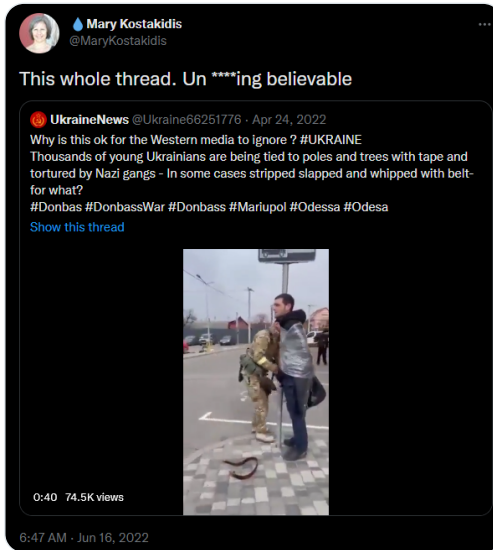 💧 Mary Kostakidis
@MaryKostakidis
This whole thread. Un ****ing believable
UkraineNews @Ukraine66251776 · Apr 24, 2022
Why is this ok for the Western media to ignore ? #UKRAINE
Thousands of young Ukrainians are being tied to poles and trees with tape and
tortured by Nazi gangs - In some cases stripped slapped and whipped with belt-
for what?
#Donbas #DonbassWar #Donbass #Mariupol #Odessa #Odesa
Show this thread
0:40 74.5K views
6:47 AM · Jun 16, 2022